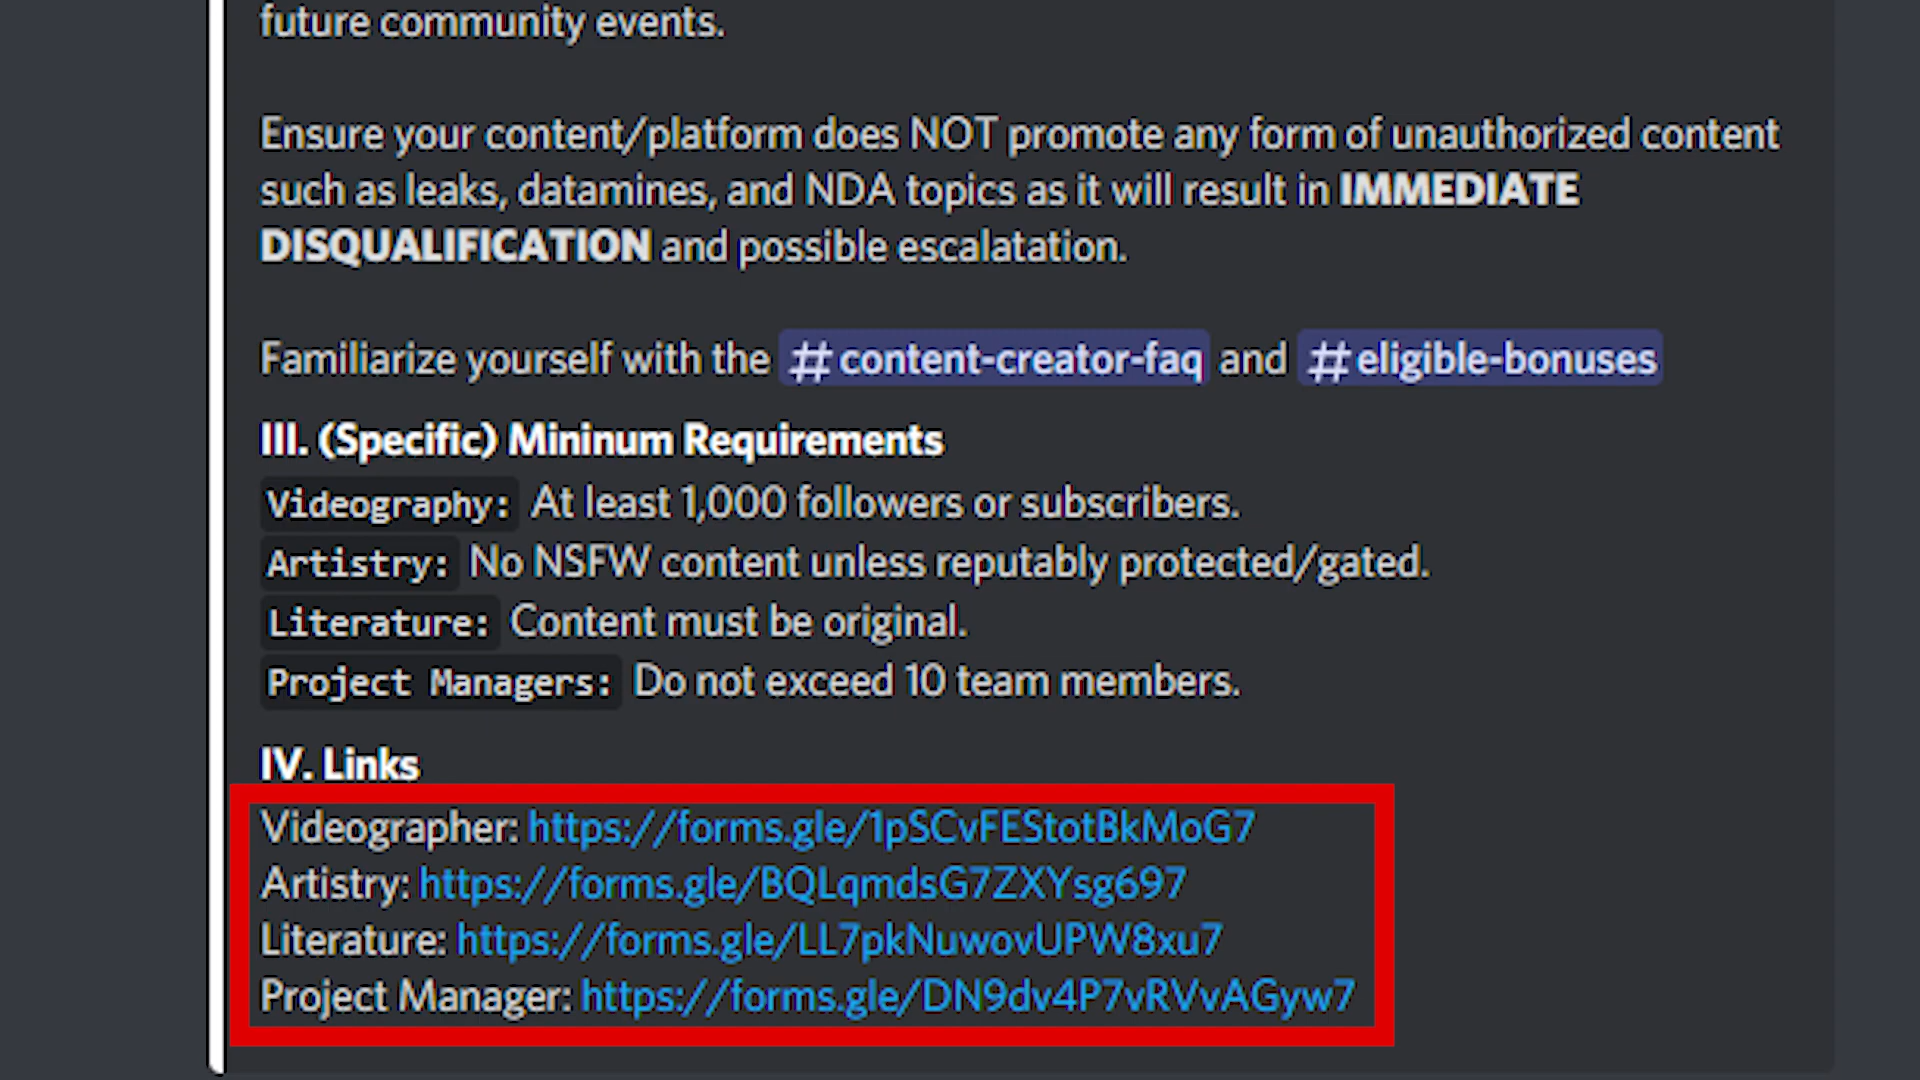 future community events.
Ensure your content/platform does NOT promote any form of unauthorized content
such as leaks, datamines, and NDA topics as it will result in IMMEDIATE
DISQUALIFICATION and possible escalatation.
Familiarize yourself with the #content-creator-faq and #eligible-bonuses
III. (Specific) Mininum Requirements
Videography: At least 1,000 followers or subscribers.
Artistry: No NSFW content unless reputably protected/gated.
Literature: Content must be original.
Project Managers: Do not exceed 10 team members.
IV. Links
Videographer: https://forms.gle/1pSCvFEStotBkMoG7
Artistry: https://forms.gle/BQLqmdsG7ZXYsg697
Literature: https://forms.gle/LL7pkNuwovUPW8xu7
Project Manager: https://forms.gle/DN9dv4P7vRVvAGyw7